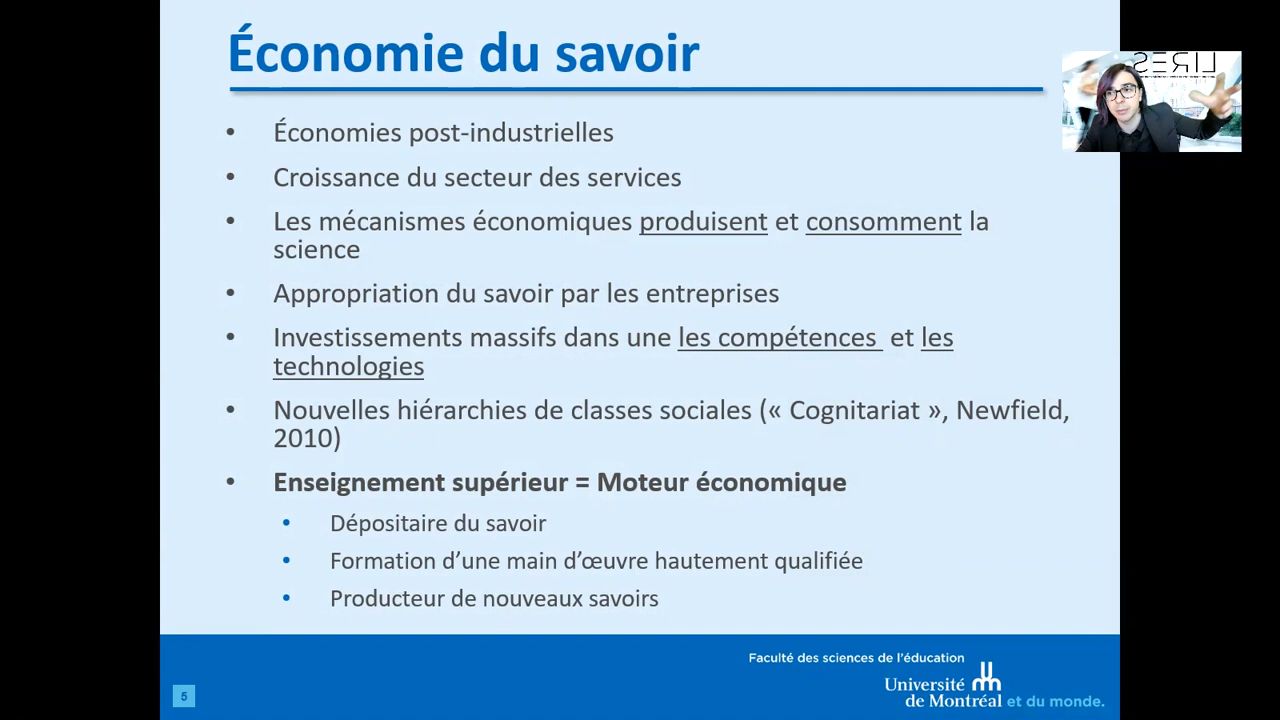 Économie du savoir
LIRES
• Économies post-industrielles
• Croissance du secteur des services
• Les mécanismes économiques produisent et consomment la
science
• Appropriation du savoir par les entreprises
• Investissements massifs dans une les compétences et les
technologies
• Nouvelles hiérarchies de classes sociales (« Cognitariat », Newfield,
2010)
• Enseignement supérieur = Moteur économique
• Dépositaire du savoir
• Formation d’une main d’œuvre hautement qualifiée
• Producteur de nouveaux savoirs
Faculté des sciences de l’éducation
Université
de Montréal et du monde.
5